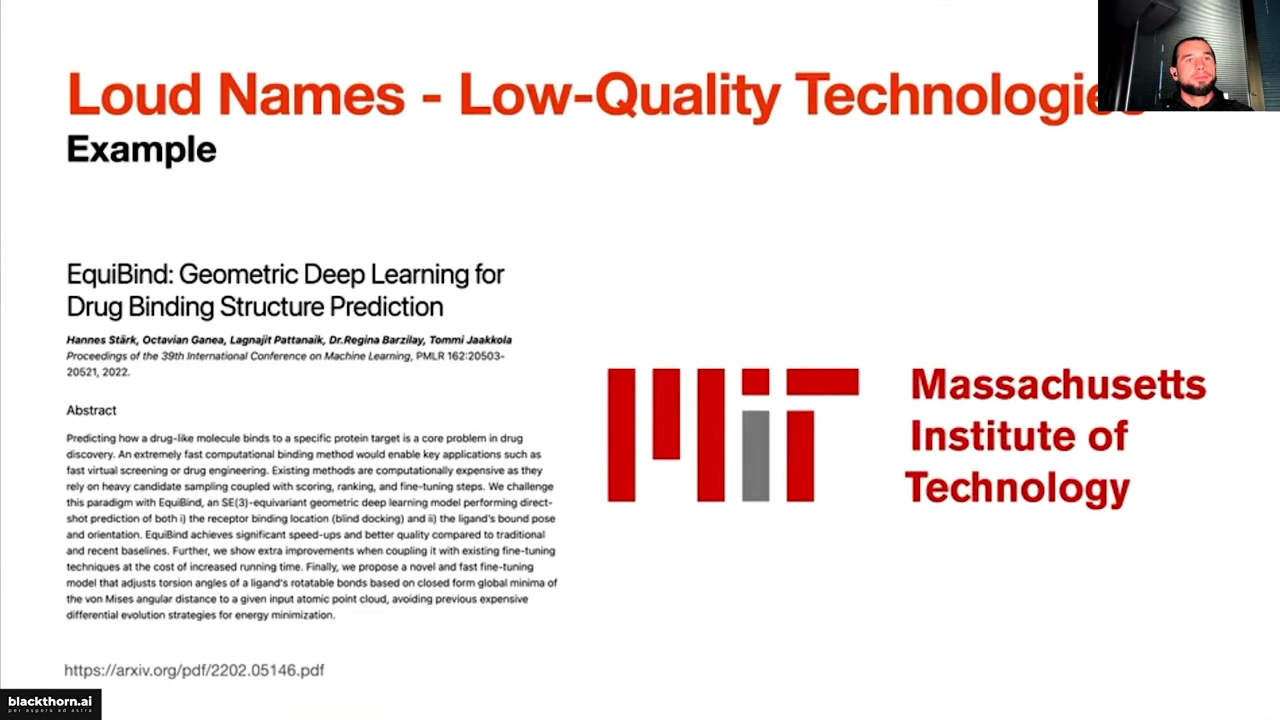 Loud Names - Low-Quality Technologies
Example
EquiBind: Geometric Deep Learning for
Drug Binding Structure Prediction
Hannes Stärk, Octavian Ganea, Lagnajit Pattanaik, Dr.Regina Barzilay, Tommi Jaakkola
Proceedings of the 39th International Conference on Machine Learning, PMLR 162:20503-
20521, 2022.
Abstract
Predicting how a drug-like molecule binds to a specific protein target is a core problem in drug
discovery. An extremely fast computational binding method would enable key applications such as
fast virtual screening or drug engineering. Existing methods are computationally expensive as they
rely on heavy candidate sampling coupled with scoring, ranking, and fine-tuning steps. We challenge
this paradigm with EquiBind, an SE(3)-equivariant geometric deep learning model performing direct-
shot prediction of both i) the receptor binding location (blind docking) and ii) the ligand's bound pose
and orientation. EquiBind achieves significant speed-ups and better quality compared to traditional
and recent baselines. Further, we show extra improvements when coupling it with existing fine-tuning
techniques at the cost of increased running time. Finally, we propose a novel and fast fine-tuning
model that adjusts torsion angles of a ligand's rotatable bonds based on closed form global minima of
the von Mises angular distance to a given input atomic point cloud, avoiding previous expensive
differential evolution strategies for energy minimization.
https://arxiv.org/pdf/2202.05146.pdf
MiT
Massachusetts
Institute of
Technology
blackthorn.ai
per aspera ad astra